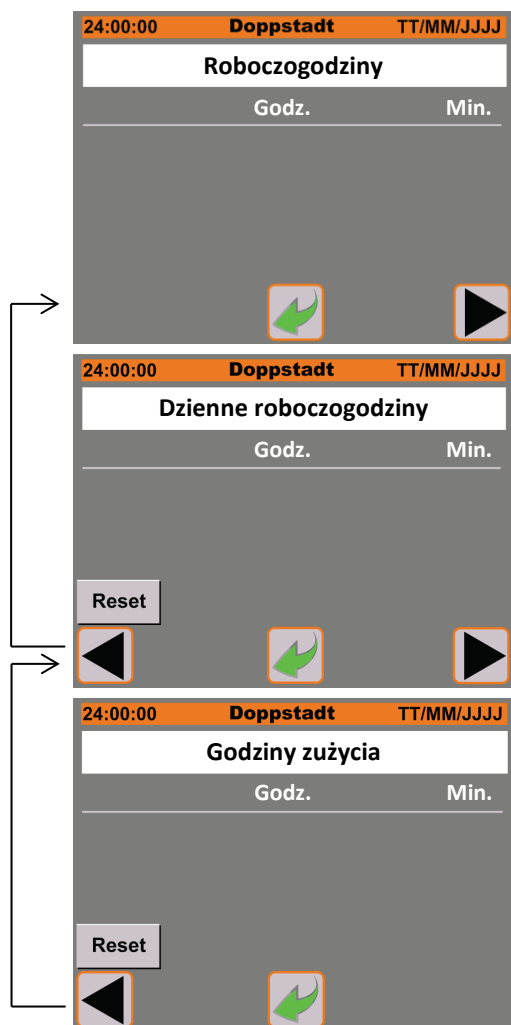 24:00:00 Doppstadt TT/MM/JJJJ
Roboczogodziny
Godz. Min.
24:00:00 Doppstadt TT/MM/JJJJ
Dzienne roboczogodziny
Godz. Min.
Reset
24:00:00 Doppstadt TT/MM/JJJJ
Godziny zużycia
Godz. Min.
Reset